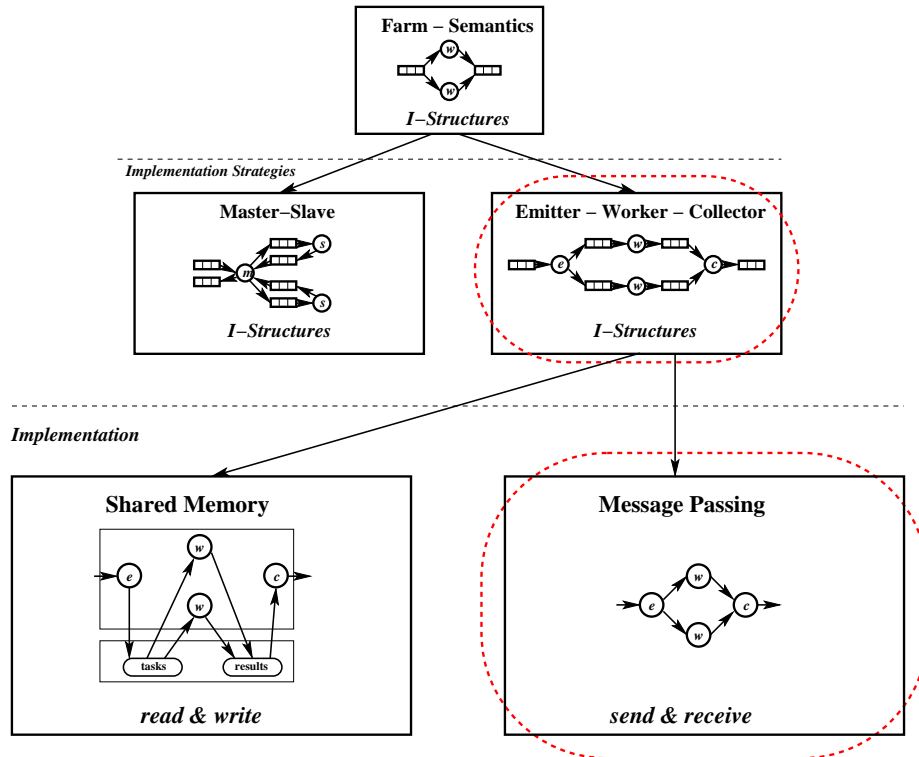 Farm – Semantics
w
w
I–Structures
Implementation Strategies
Master–Slave
s
m
s
I–Structures
Emitter – Worker – Collector
w
e
c
w
I–Structures
Implementation
Shared Memory
w
e
c
w
tasks
results
read & write
Message Passing
w
e
c
w
send & receive